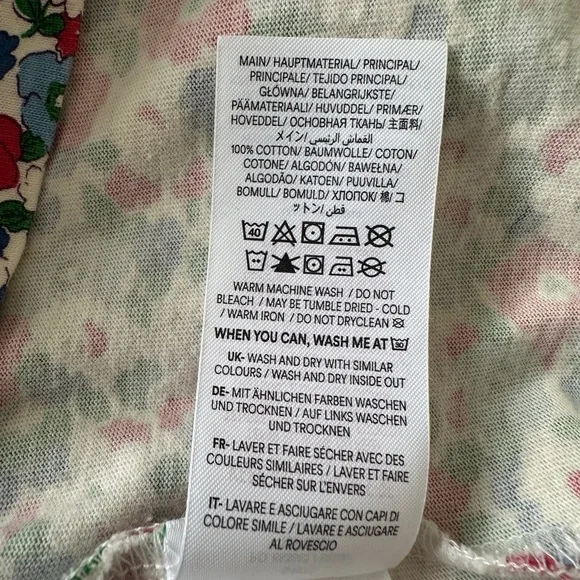 MAIN/ HAUPTMATERIAL/ PRINCIPAL/
PRINCIPALE/ TEJIDO PRINCIPAL/
GŁÓWNA/ BELANGRIJKSTE/
PÄÄMATERIAALI/ HUVUDDEL/ PRIMÆR/
HOVEDDEL/ ОСНОВНАЯ ТКАНЬ/ 主面料/
メイン/ القماش الرئيسي/
100% COTTON/ BAUMWOLLE/ COTON/
COTONE/ ALGODÓN/ BAWEŁNA/
ALGODÃO/ KATOEN/ PUUVILLA/
BOMULL/ BOMULD/ ХЛОПОК/ 棉/ コ
ットン/ قطن/
40
WARM MACHINE WASH / DO NOT
BLEACH / MAY BE TUMBLE DRIED - COLD
/ WARM IRON / DO NOT DRYCLEAN
WHEN YOU CAN, WASH ME AT 30
UK- WASH AND DRY WITH SIMILAR
COLOURS / WASH AND DRY INSIDE OUT
DE- MIT ÄHNLICHEN FARBEN WASCHEN
UND TROCKNEN / AUF LINKS WASCHEN
UND TROCKNEN
FR- LAVER ET FAIRE SÉCHER AVEC DES
COULEURS SIMILAIRES / LAVER ET FAIRE
SÉCHER SUR L'ENVERS
IT- LAVARE E ASCIUGARE CON CAPI DI
COLORE SIMILE / LAVARE E ASCIUGARE
AL ROVESCIO